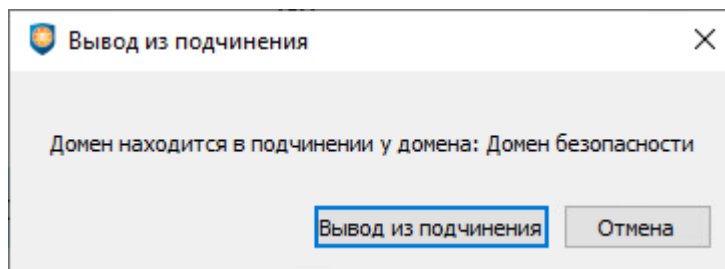 Вывод из подчинения
Домен находится в подчинении у домена: Домен безопасности
Вывод из подчинения
Отмена